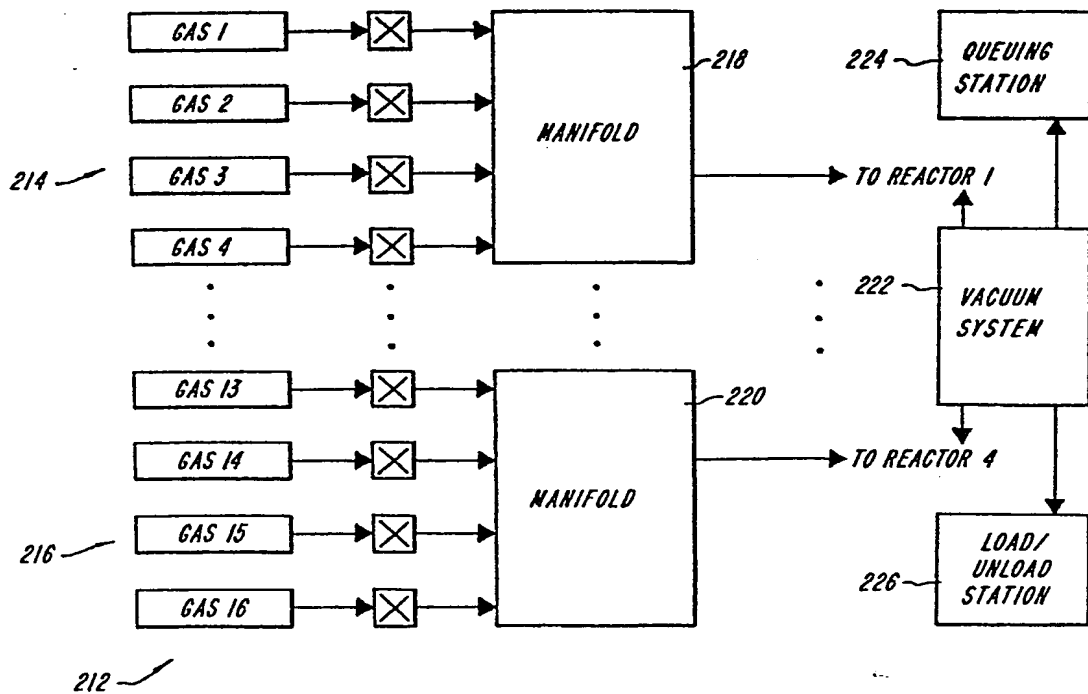 GAS 1
GAS 2
GAS 3
GAS 4
214
MANIFOLD
218
TO REACTOR 1
224
QUEUING
STATION
222
VACUUM
SYSTEM
GAS 13
GAS 14
GAS 15
GAS 16
216
212
MANIFOLD
220
TO REACTOR 4
226
LOAD/
UNLOAD
STATION